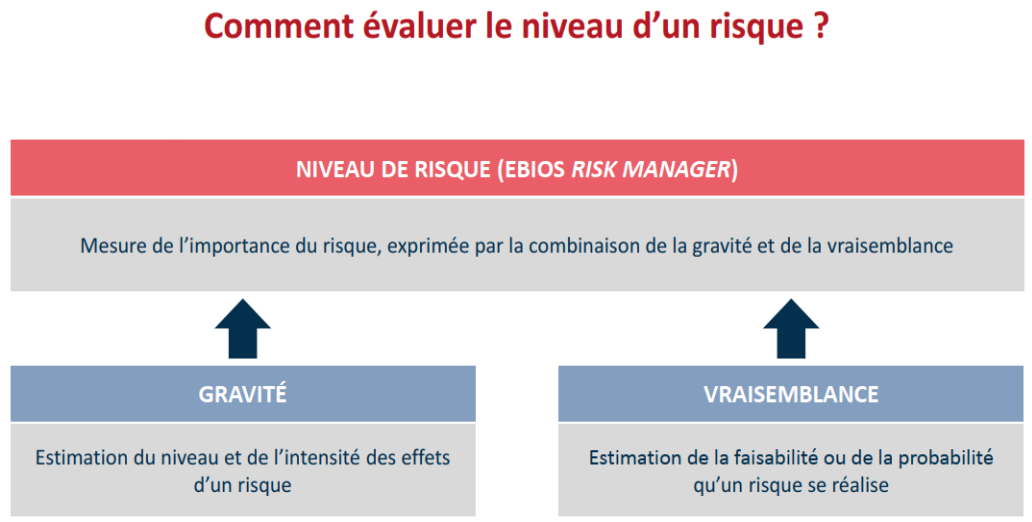 Comment évaluer le niveau d'un risque ?
NIVEAU DE RISQUE (EBIOS RISK MANAGER)
Mesure de l'importance du risque, exprimée par la combinaison de la gravité et de la vraisemblance
GRAVITÉ
Estimation du niveau et de l'intensité des effets
d'un risque
VRAISEMBLANCE
Estimation de la faisabilité ou de la probabilité
qu'un risque se réalise